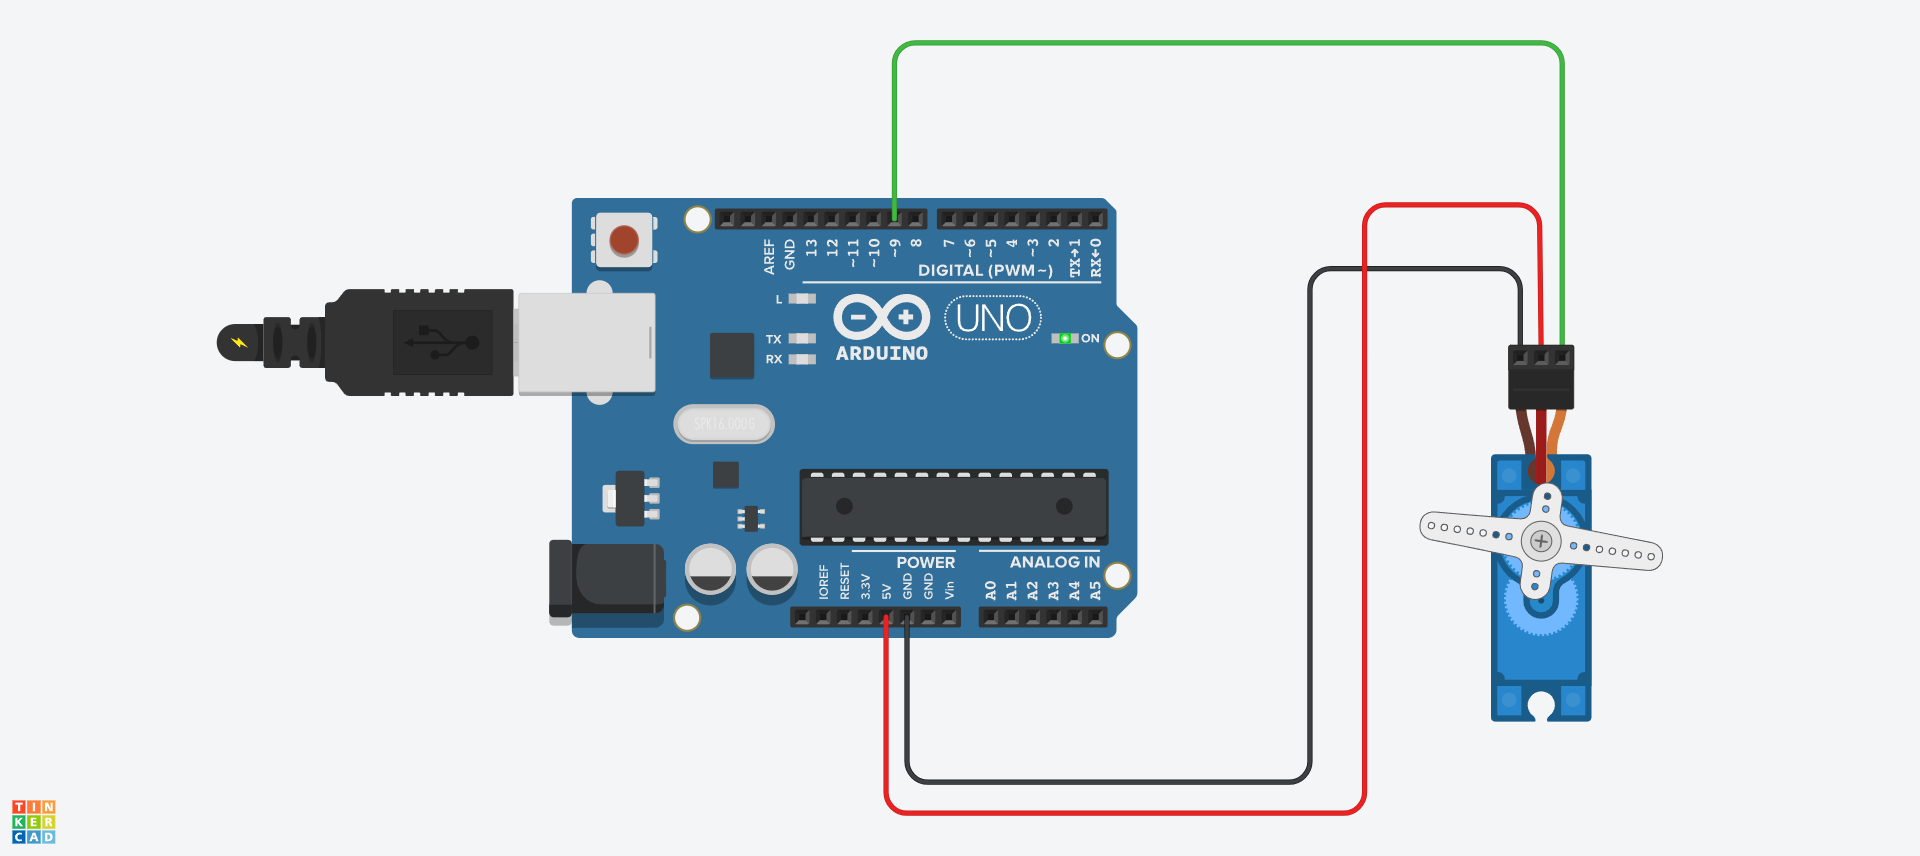 AREF
GND
13
12
~11
~10
~9
8
7
~6
~5
4
~3
2
TX→1
RX←0
DIGITAL (PWM~)
L
TX
RX
ARDUINO
UNO
ON
SPK16.000G
POWER
ANALOG IN
IOREF
RESET
3.3V
5V
GND
GND
Vin
A0
A1
A2
A3
A4
A5
TIN
KER
CAD